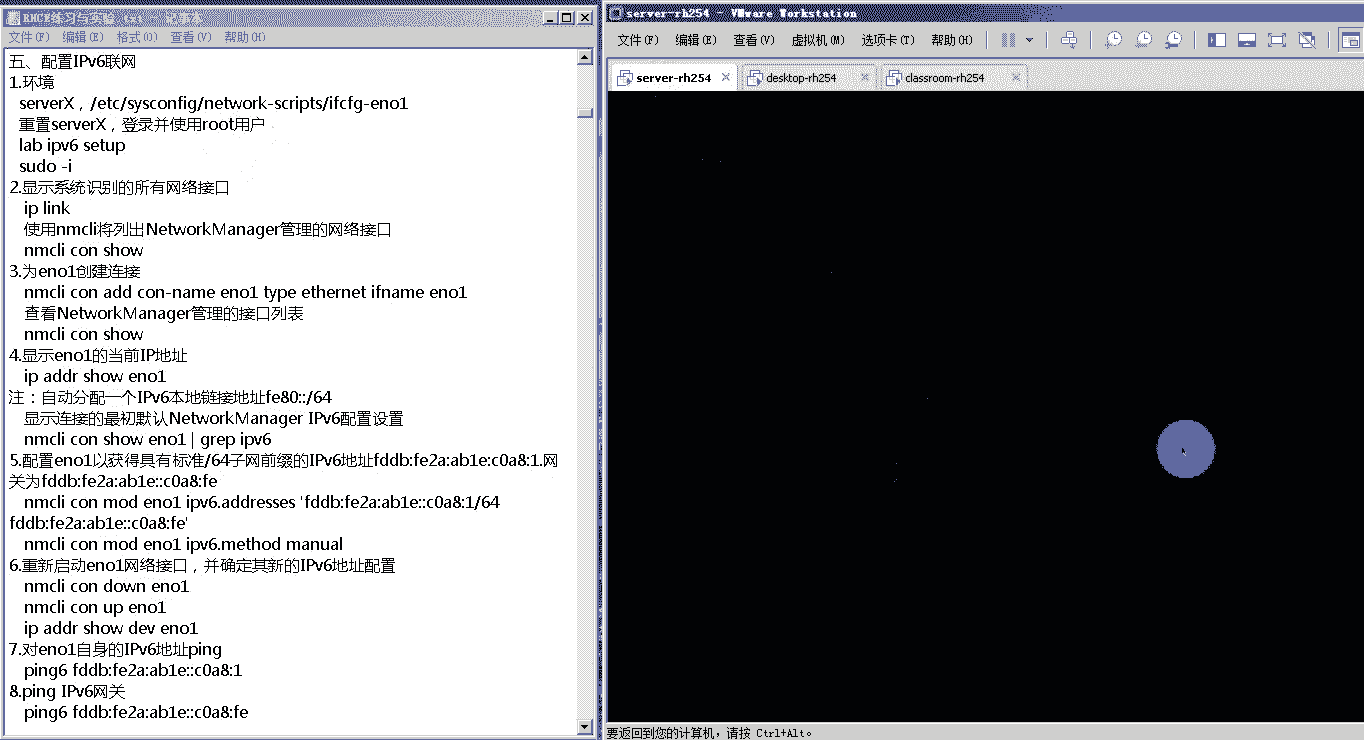 RHCE练习与实验.txt - 记事本
文件(F) 编辑(E) 格式(O) 查看(V) 帮助(H)
五、配置IPv6联网
1.环境
serverX，/etc/sysconfig/network-scripts/ifcfg-eno1
重置serverX，登录并使用root用户
lab ipv6 setup
sudo -i
2.显示系统识别的所有网络接口
ip link
使用nmcli将列出NetworkManager管理的网络接口
nmcli con show
3.为eno1创建连接
nmcli con add con-name eno1 type ethernet ifname eno1
查看NetworkManager管理的接口列表
nmcli con show
4.显示eno1的当前IP地址
ip addr show eno1
注：自动分配一个IPv6本地链接地址fe80::/64
显示连接的最初默认NetworkManager IPv6配置设置
nmcli con show eno1 | grep ipv6
5.配置eno1以获得具有标准/64子网前缀的IPv6地址fddb:fe2a:ab1e:c0a8:1.网
关为fddb:fe2a:ab1e::c0a8:fe
nmcli con mod eno1 ipv6.addresses 'fddb:fe2a:ab1e::c0a8:1/64
fddb:fe2a:ab1e::c0a8:fe'
nmcli con mod eno1 ipv6.method manual
6.重新启动eno1网络接口，并确定其新的IPv6地址配置
nmcli con down eno1
nmcli con up eno1
ip addr show dev eno1
7.对eno1自身的IPv6地址ping
ping6 fddb:fe2a:ab1e::c0a8:1
8.ping IPv6网关
ping6 fddb:fe2a:ab1e::c0a8:fe
server-rh254 - VMware Workstation
文件(F) 编辑(E) 查看(V) 虚拟机(M) 选项卡(T) 帮助(H)
server-rh254 desktop-rh254 classroom-rh254
要返回到您的计算机，请按 Ctrl+Alt。